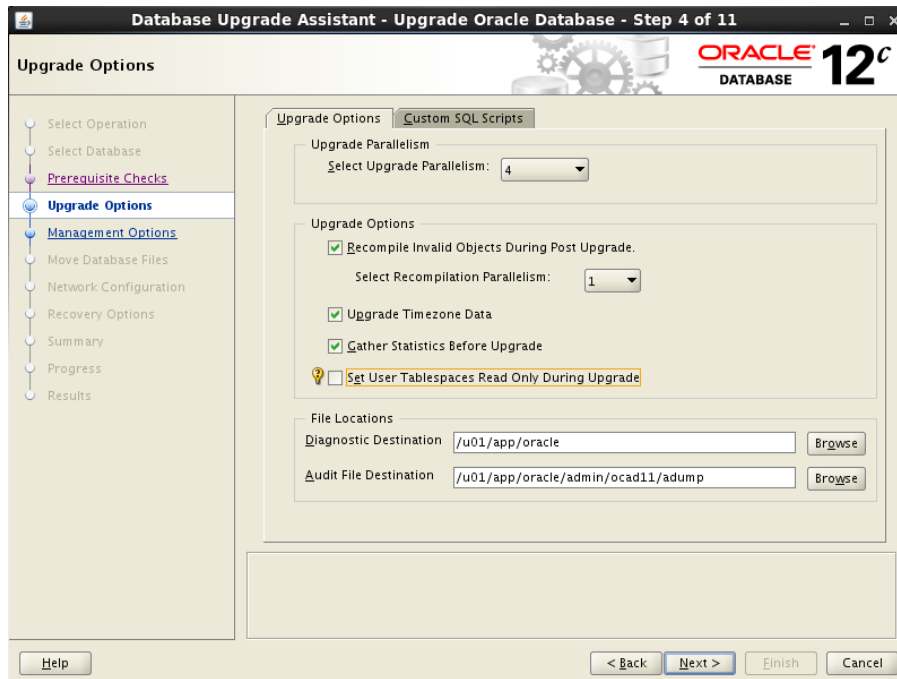 Database Upgrade Assistant - Upgrade Oracle Database - Step 4 of 11
Upgrade Options
ORACLE
DATABASE
12c
Select Operation
Select Database
Prerequisite Checks
Upgrade Options
Management Options
Move Database Files
Network Configuration
Recovery Options
Summary
Progress
Results
Upgrade Options
Custom SQL Scripts
Upgrade Parallelism
Select Upgrade Parallelism: 4
Upgrade Options
Recompile Invalid Objects During Post Upgrade.
Select Recompilation Parallelism: 1
Upgrade Timezone Data
Gather Statistics Before Upgrade
Set User Tablespaces Read Only During Upgrade
File Locations
Diagnostic Destination /u01/app/oracle Browse
Audit File Destination /u01/app/oracle/admin/ocad11/adump Browse
Help
< Back Next > Finish Cancel